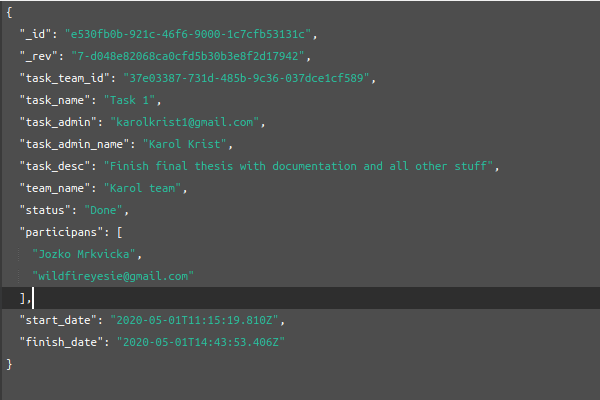 {
"_id": "e530fb0b-921c-46f6-9000-1c7cfb53131c",
"_rev": "7-d048e82068ca0cfd5b30b3e8f2d17942",
"task_team_id": "37e03387-731d-485b-9c36-037dce1cf589",
"task_name": "Task 1",
"task_admin": "karolkrist1@gmail.com",
"task_admin_name": "Karol Krist",
"task_desc": "Finish final thesis with documentation and all other stuff",
"team_name": "Karol team",
"status": "Done",
"participans": [
"Jozko Mrkvicka",
"wildfireyesie@gmail.com"
],
"start_date": "2020-05-01T11:15:19.810Z",
"finish_date": "2020-05-01T14:43:53.406Z"
}